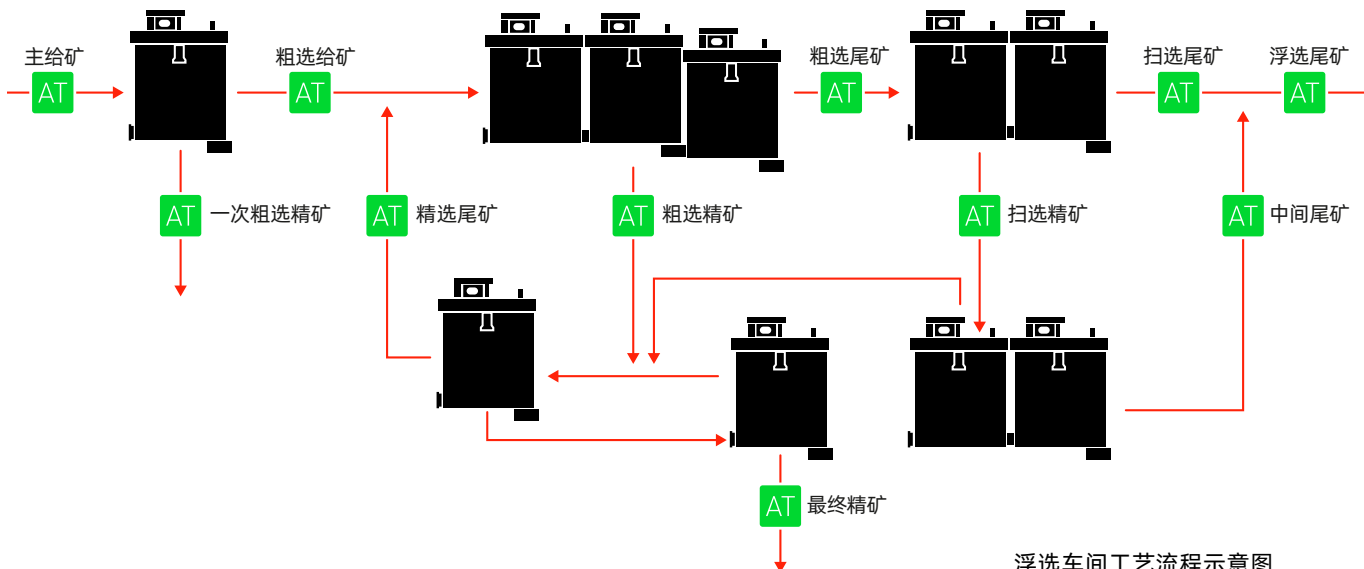 主给矿
粗选给矿
粗选尾矿
扫选尾矿
浮选尾矿
AT
AT
AT
AT
AT
AT 一次粗选精矿
AT 精选尾矿
AT 粗选精矿
AT 扫选精矿
AT 中间尾矿
AT 最终精矿
浮选车间工艺流程示意图